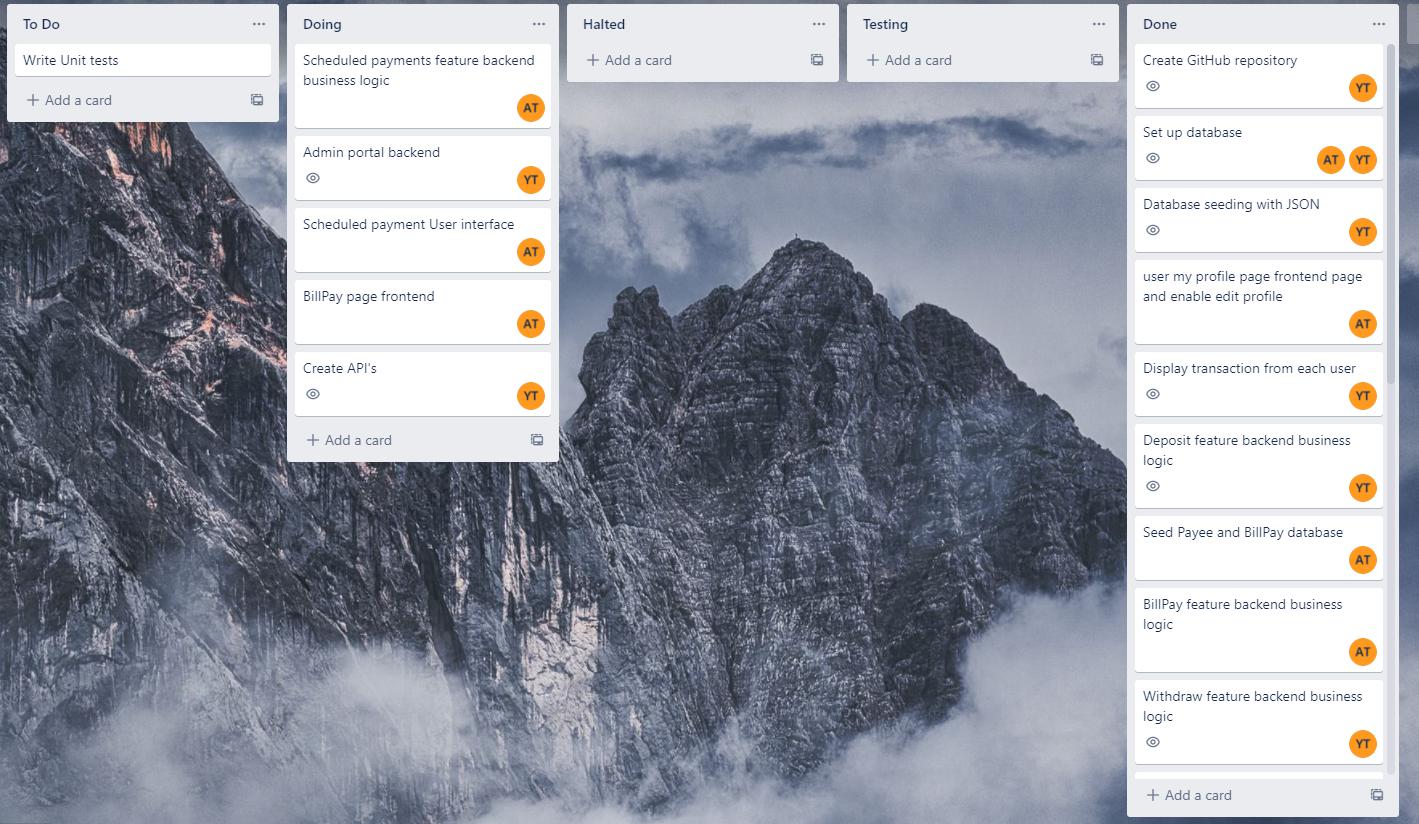 To Do
Write Unit tests
Add a card
Doing
Scheduled payments feature backend
business logic
AT
Admin portal backend
YT
Scheduled payment User interface
AT
BillPay page frontend
AT
Create API's
YT
Add a card
Halted
Add a card
Testing
Add a card
Done
Create GitHub repository
YT
Set up database
AT YT
Database seeding with JSON
YT
user my profile page frontend page
and enable edit profile
AT
Display transaction from each user
YT
Deposit feature backend business
logic
YT
Seed Payee and BillPay database
AT
BillPay feature backend business
logic
AT
Withdraw feature backend business
logic
YT
Add a card